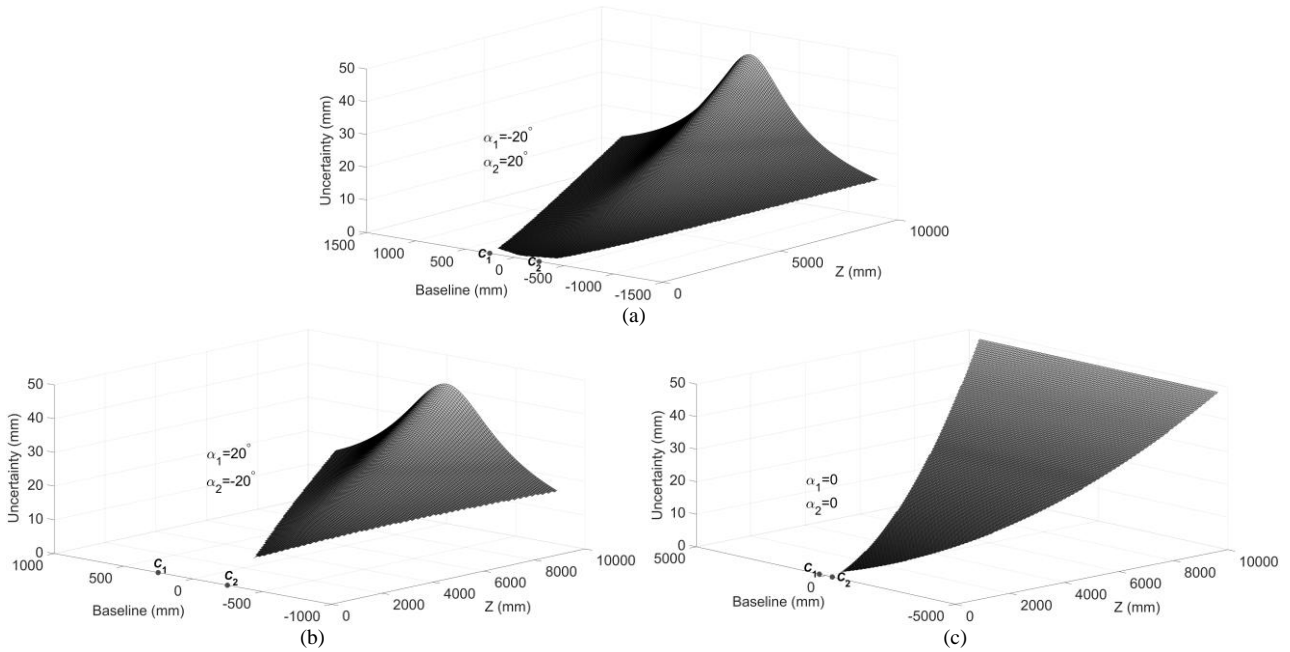 50
40
30
20
10
0
Uncertainty (mm)
α1=-20°
α2=20°
1500
1000
500
0
-500
-1000
-1500
C1
C2
Baseline (mm)
0
5000
10000
Z (mm)
(a)
50
40
30
20
10
0
Uncertainty (mm)
α1=20°
α2=-20°
1000
500
0
-500
-1000
C1
C2
Baseline (mm)
0
2000
4000
6000
8000
10000
Z (mm)
(b)
50
40
30
20
10
0
Uncertainty (mm)
α1=0
α2=0
5000
0
-5000
C1
C2
Baseline (mm)
0
2000
4000
6000
8000
10000
Z (mm)
(c)